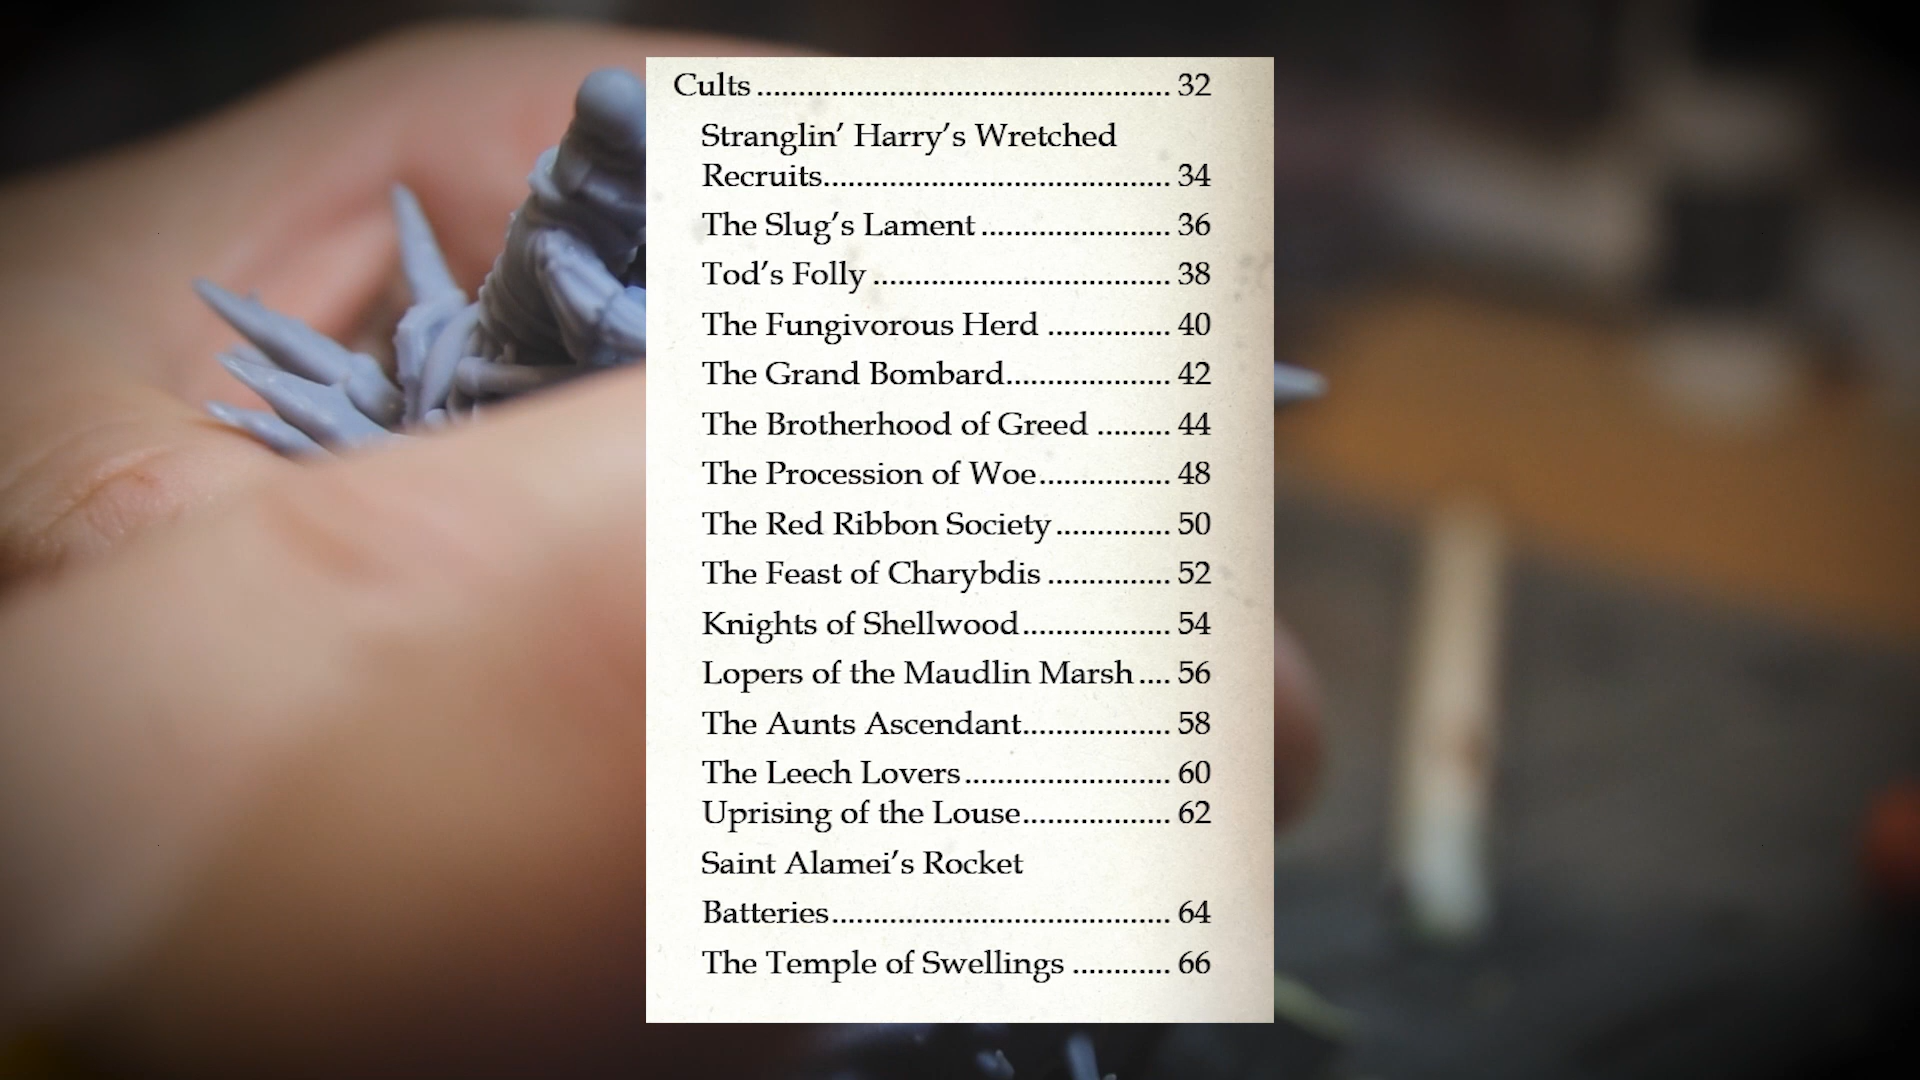 Cults .................................................. 32
Stranglin’ Harry’s Wretched
Recruits.......................................... 34
The Slug’s Lament ....................... 36
Tod’s Folly .................................... 38
The Fungivorous Herd ............... 40
The Grand Bombard.................... 42
The Brotherhood of Greed ......... 44
The Procession of Woe................ 48
The Red Ribbon Society .............. 50
The Feast of Charybdis ............... 52
Knights of Shellwood.................. 54
Lopers of the Maudlin Marsh .... 56
The Aunts Ascendant.................. 58
The Leech Lovers ......................... 60
Uprising of the Louse.................. 62
Saint Alamei’s Rocket
Batteries......................................... 64
The Temple of Swellings ............ 66